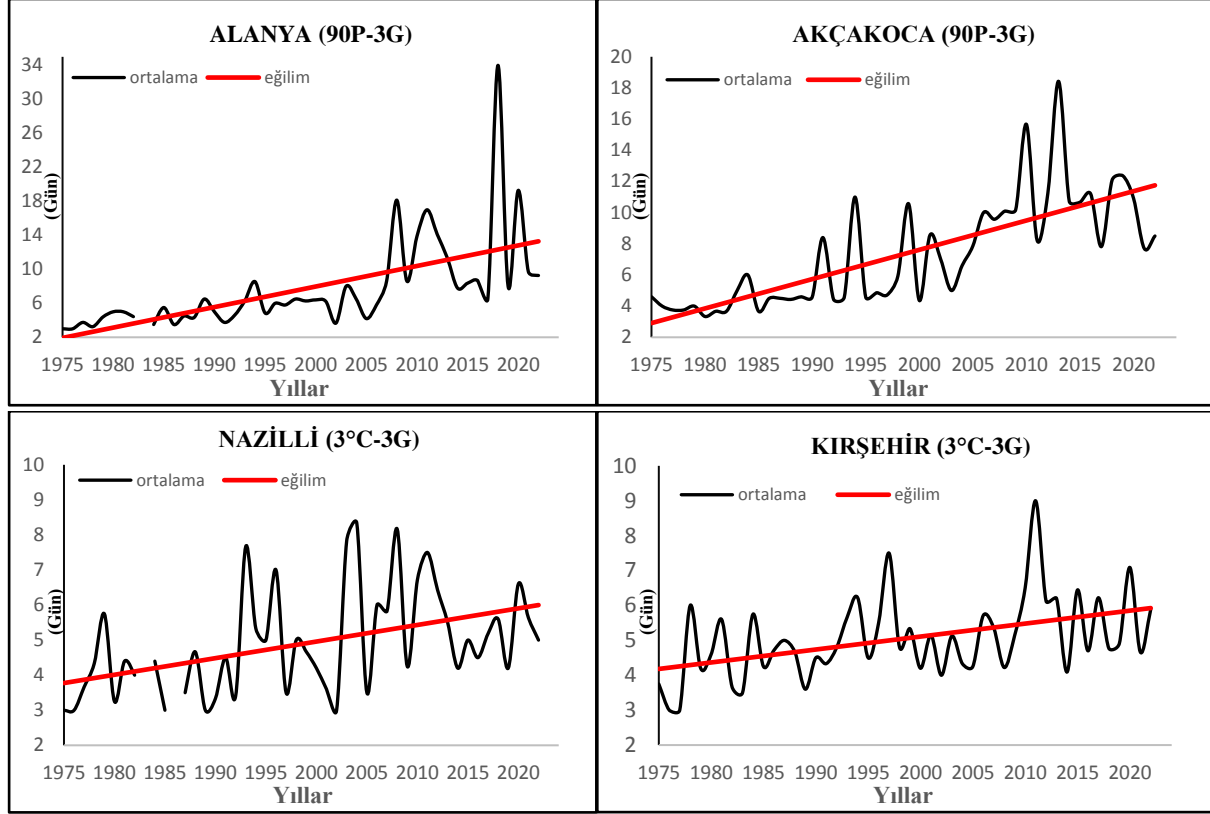 ALANYA (90P-3G)
ortalama eğilim
34
30
26
22
18
14
10
6
2
(Gün)
1975 1980 1985 1990 1995 2000 2005 2010 2015 2020
Yıllar
AKÇAKOCA (90P-3G)
ortalama eğilim
20
18
16
14
12
10
8
6
4
2
(Gün)
1975 1980 1985 1990 1995 2000 2005 2010 2015 2020
Yıllar
NAZİLLİ (3°C-3G)
ortalama eğilim
10
9
8
7
6
5
4
3
2
(Gün)
1975 1980 1985 1990 1995 2000 2005 2010 2015 2020
Yıllar
KIRŞEHİR (3°C-3G)
ortalama eğilim
10
9
8
7
6
5
4
3
2
(Gün)
1975 1980 1985 1990 1995 2000 2005 2010 2015 2020
Yıllar